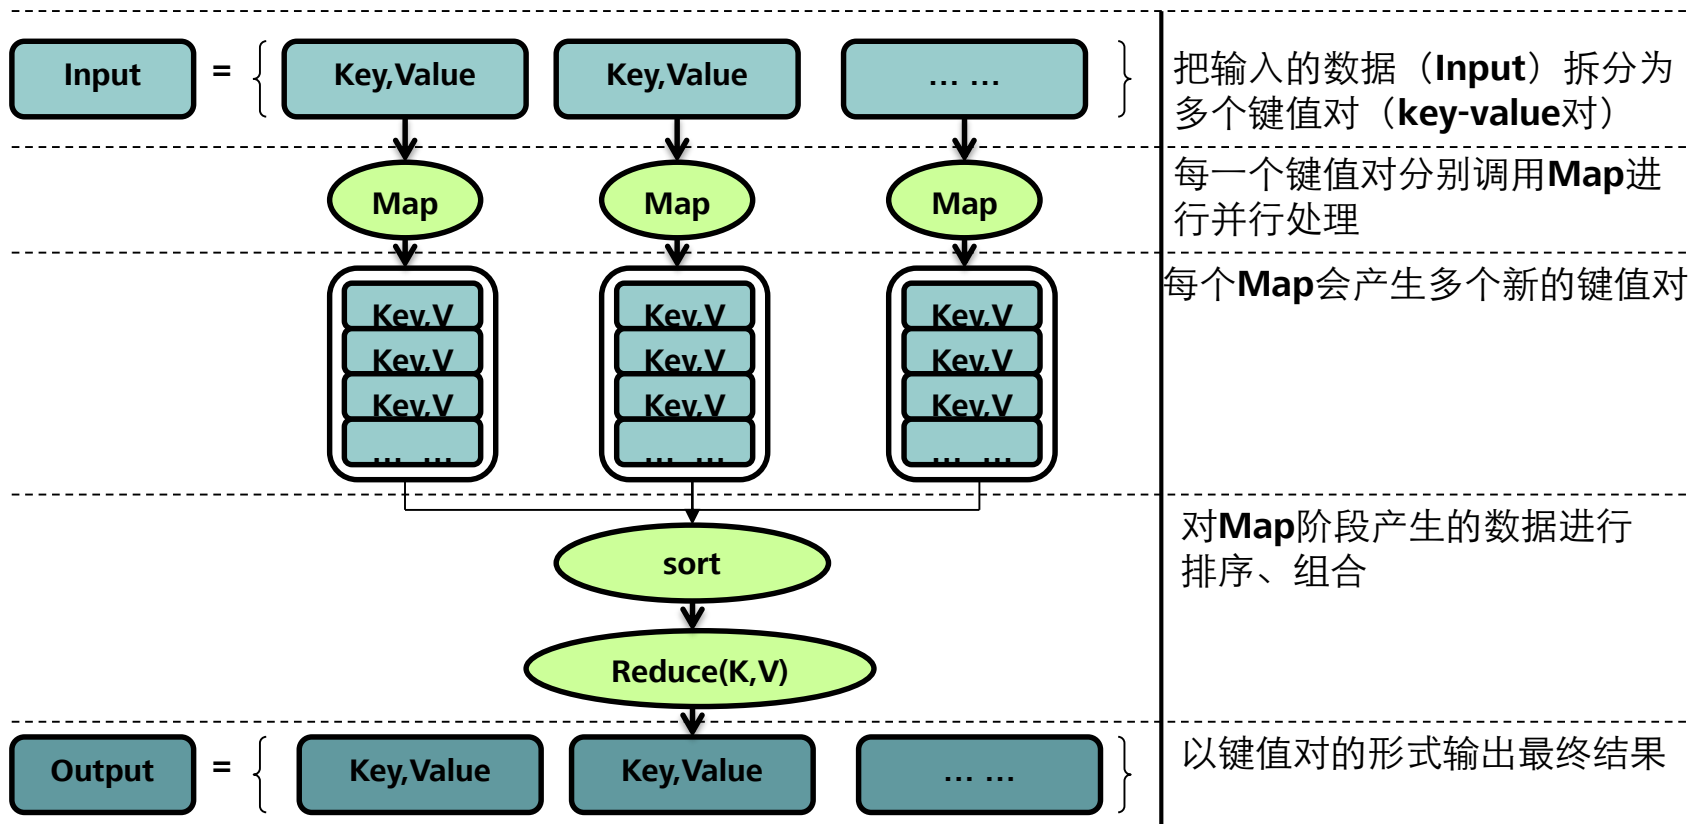 Input = { Key,Value Key,Value ... ... }
把输入的数据（Input）拆分为
多个键值对（key-value对）
Map Map Map
每一个键值对分别调用Map进
行并行处理
Key,V Key,V Key,V
Key,V Key,V Key,V
Key,V Key,V Key,V
... ... ... ... ... ...
每个Map会产生多个新的键值对
sort
Reduce(K,V)
对Map阶段产生的数据进行
排序、组合
Output = { Key,Value Key,Value ... ... }
以键值对的形式输出最终结果